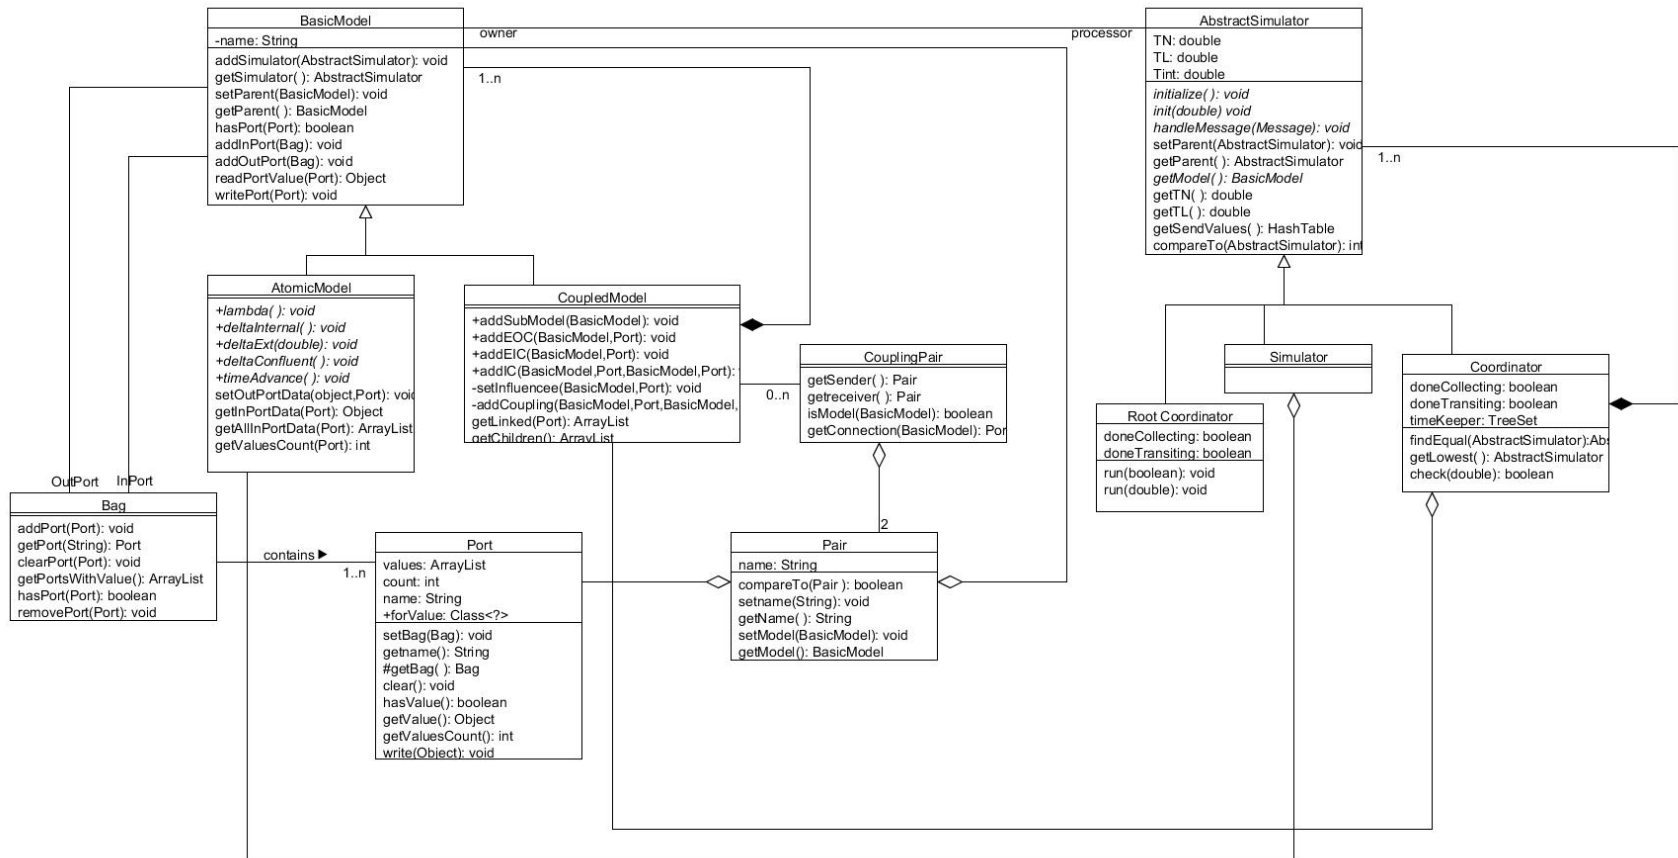 BasicModel
-name: String
addSimulator(AbstractSimulator): void
getSimulator( ): AbstractSimulator
setParent(BasicModel): void
getParent( ): BasicModel
hasPort(Port): boolean
addInPort(Bag): void
addOutPort(Bag): void
readPortValue(Port): Object
writePort(Port): void
owner
processor
1..n
AbstractSimulator
TN: double
TL: double
Tint: double
initialize( ): void
init(double) void
handleMessage(Message): void
setParent(AbstractSimulator): void
getParent( ): AbstractSimulator
getModel( ): BasicModel
getTN( ): double
getTL( ): double
getSendValues( ): HashTable
compareTo(AbstractSimulator): int
1..n
AtomicModel
+lambda( ): void
+deltaInternal( ): void
+deltaExt(double): void
+deltaConfluent( ): void
+timeAdvance( ): void
setOutPortData(object,Port): void
getInPortData(Port): Object
getAllInPortData(Port): ArrayList
getValuesCount(Port): int
CoupledModel
+addSubModel(BasicModel): void
+addEOC(BasicModel,Port): void
+addEIC(BasicModel,Port): void
+addIC(BasicModel,Port,BasicModel,Port):
-setInfluencee(BasicModel,Port): void
-addCoupling(BasicModel,Port,BasicModel,
getLinked(Port): ArrayList
getChildren(): ArrayList
0..n
CouplingPair
getSender( ): Pair
getreceiver( ): Pair
isModel(BasicModel): boolean
getConnection(BasicModel): Por
2
Simulator
Root Coordinator
doneCollecting: boolean
doneTransiting: boolean
run(boolean): void
run(double): void
Coordinator
doneCollecting: boolean
doneTransiting: boolean
timeKeeper: TreeSet
findEqual(AbstractSimulator):Abs
getLowest( ): AbstractSimulator
check(double): boolean
OutPort
InPort
Bag
addPort(Port): void
getPort(String): Port
clearPort(Port): void
getPortsWithValue(): ArrayList
hasPort(Port): boolean
removePort(Port): void
contains ▶
1..n
Port
values: ArrayList
count: int
name: String
+forValue: Class<?>
setBag(Bag): void
getname(): String
#getBag( ): Bag
clear(): void
hasValue(): boolean
getValue(): Object
getValuesCount(): int
write(Object): void
Pair
name: String
compareTo(Pair ): boolean
setname(String): void
getName( ): String
setModel(BasicModel): void
getModel(): BasicModel